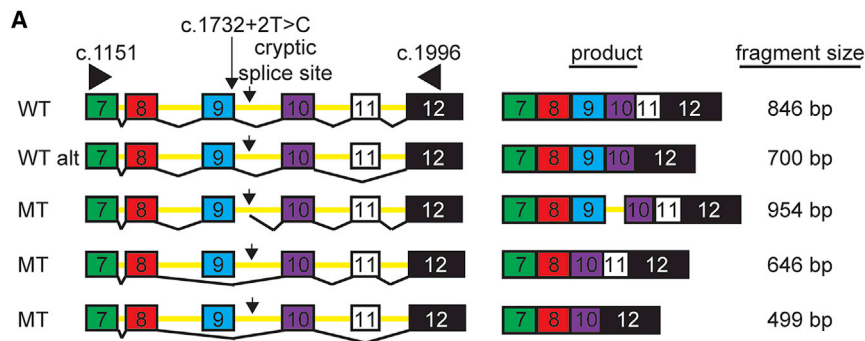 A
c.1732+2T>C
c.1151 cryptic splice site c.1996 product fragment size
WT 7 8 9 10 11 12 7 8 9 10 11 12 846 bp
WT alt 7 8 9 10 11 12 7 8 9 10 12 700 bp
MT 7 8 9 10 11 12 7 8 9 10 11 12 954 bp
MT 7 8 9 10 11 12 7 8 10 11 12 646 bp
MT 7 8 9 10 11 12 7 8 10 12 499 bp